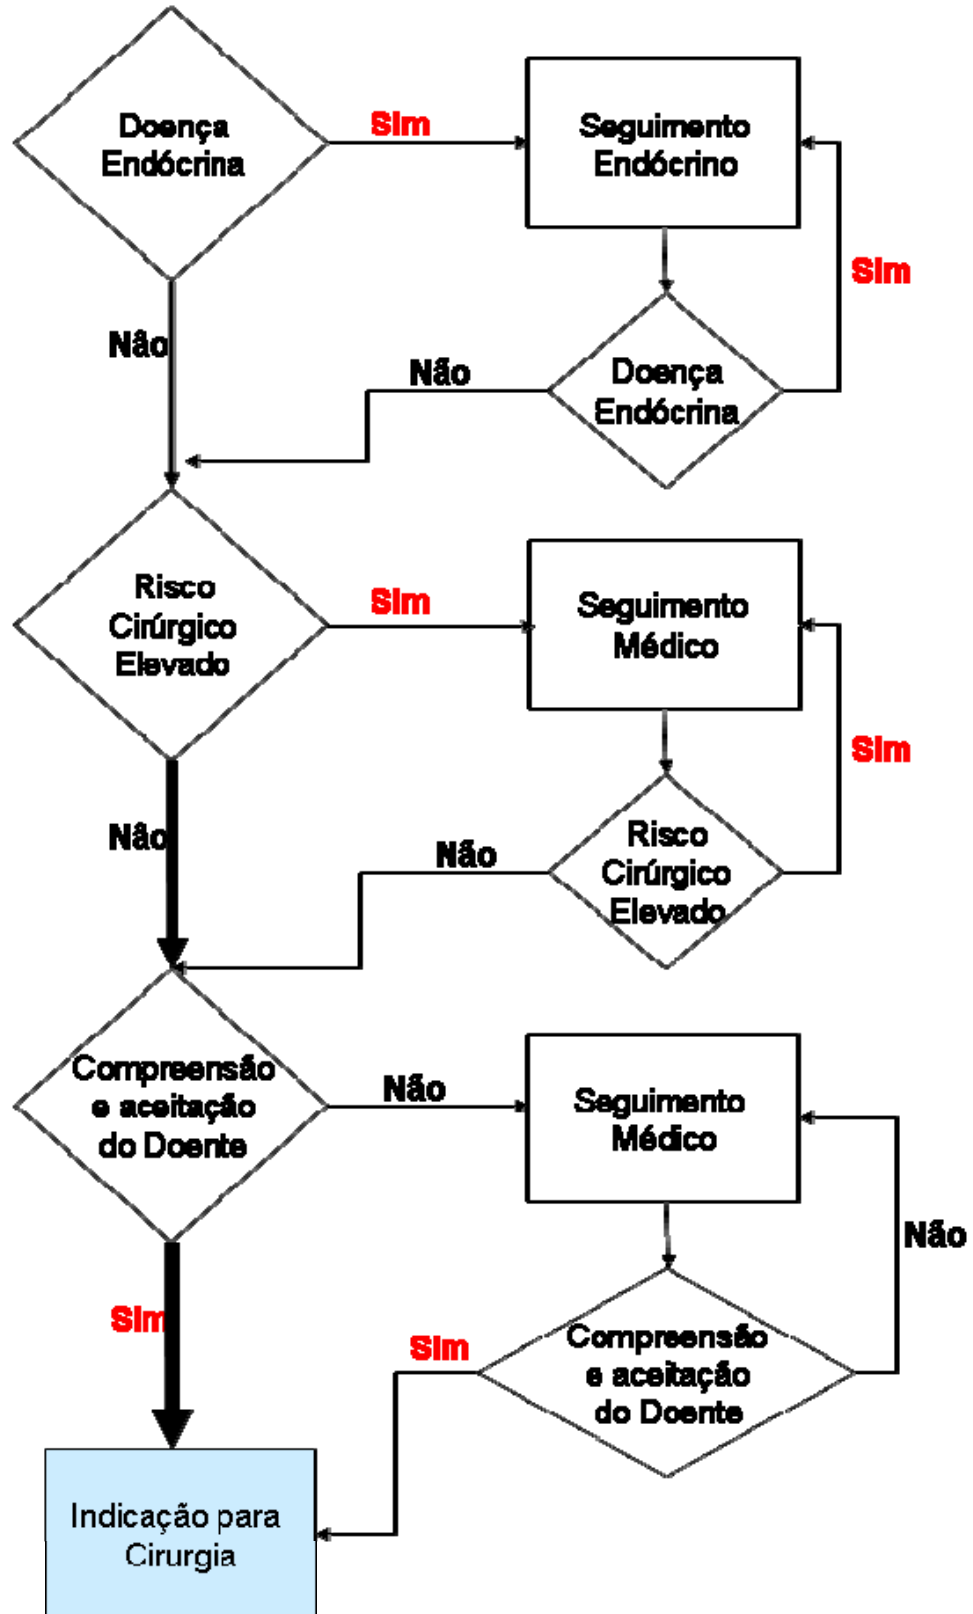 Doença
Endócrina
Sim
Seguimento
Endócrino
Sim
Não
Não
Doença
Endócrina
Risco
Cirúrgico
Elevado
Sim
Seguimento
Médico
Sim
Não
Não
Risco
Cirúrgico
Elevado
Compreensão
e aceitação
do Doente
Não
Seguimento
Médico
Não
Sim
Sim
Compreensão
e aceitação
do Doente
Indicação para
Cirurgia